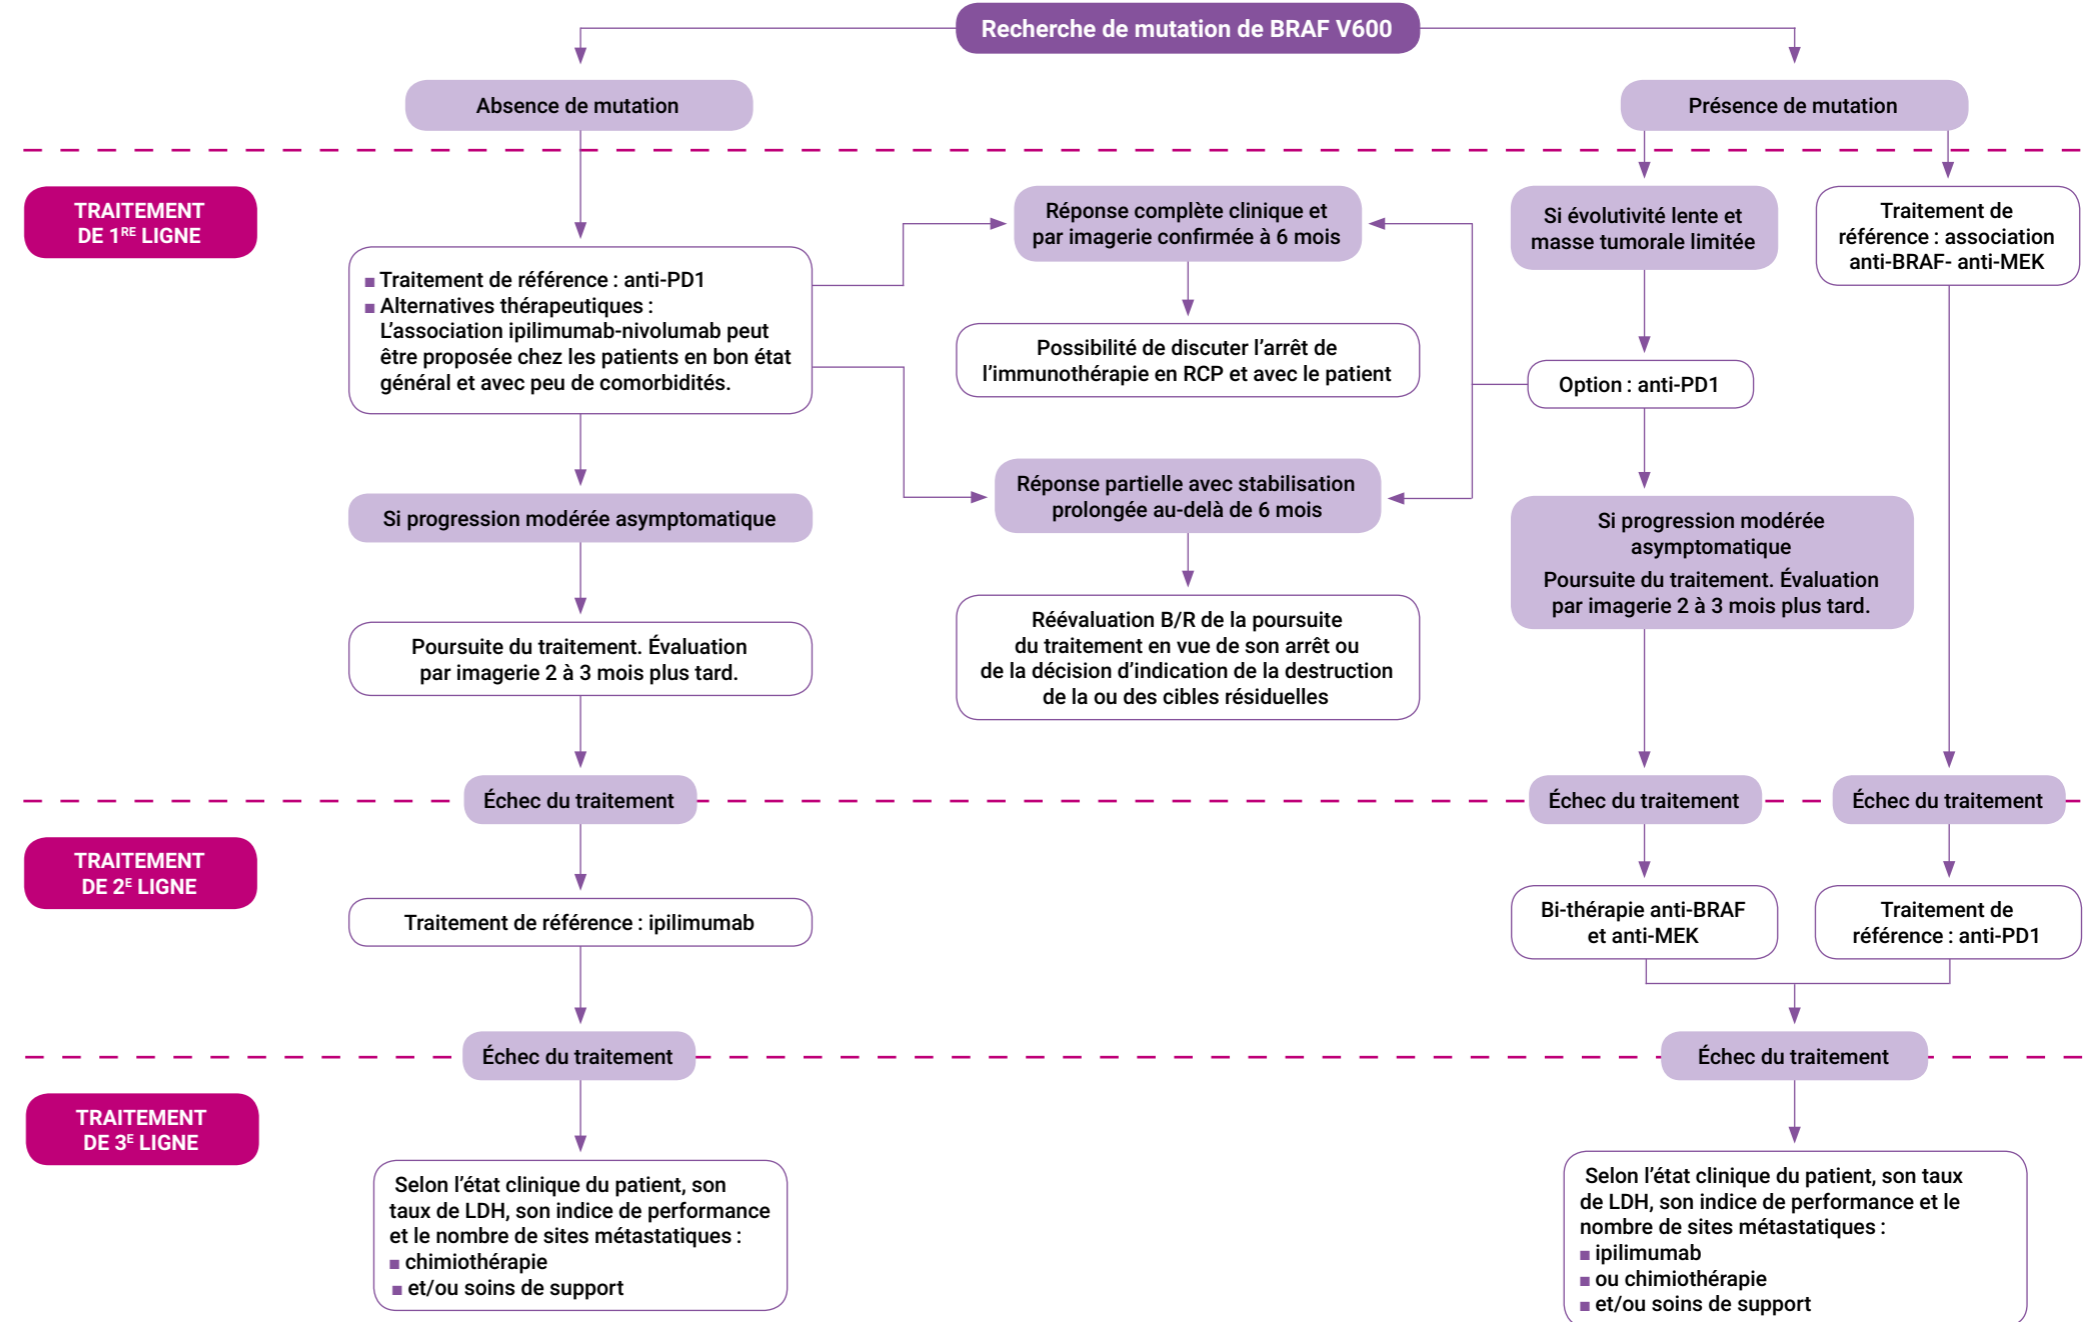 Recherche de mutation de BRAF V600
Absence de mutation
Présence de mutation
TRAITEMENT
DE 1RE LIGNE
■ Traitement de référence : anti-PD1
■ Alternatives thérapeutiques :
L’association ipilimumab-nivolumab peut
être proposée chez les patients en bon état
général et avec peu de comorbidités.
Réponse complète clinique et
par imagerie confirmée à 6 mois
Possibilité de discuter l’arrêt de
l’immunothérapie en RCP et avec le patient
Si évolutivité lente et
masse tumorale limitée
Traitement de
référence : association
anti-BRAF- anti-MEK
Option : anti-PD1
Si progression modérée asymptomatique
Réponse partielle avec stabilisation
prolongée au-delà de 6 mois
Si progression modérée
asymptomatique
Poursuite du traitement. Évaluation
par imagerie 2 à 3 mois plus tard.
Poursuite du traitement. Évaluation
par imagerie 2 à 3 mois plus tard.
Réévaluation B/R de la poursuite
du traitement en vue de son arrêt ou
de la décision d’indication de la destruction
de la ou des cibles résiduelles
Échec du traitement
Échec du traitement
Échec du traitement
TRAITEMENT
DE 2E LIGNE
Traitement de référence : ipilimumab
Bi-thérapie anti-BRAF
et anti-MEK
Traitement de
référence : anti-PD1
Échec du traitement
Échec du traitement
TRAITEMENT
DE 3E LIGNE
Selon l’état clinique du patient, son
taux de LDH, son indice de performance
et le nombre de sites métastatiques :
■ chimiothérapie
■ et/ou soins de support
Selon l’état clinique du patient, son taux
de LDH, son indice de performance et le
nombre de sites métastatiques :
■ ipilimumab
■ ou chimiothérapie
■ et/ou soins de support